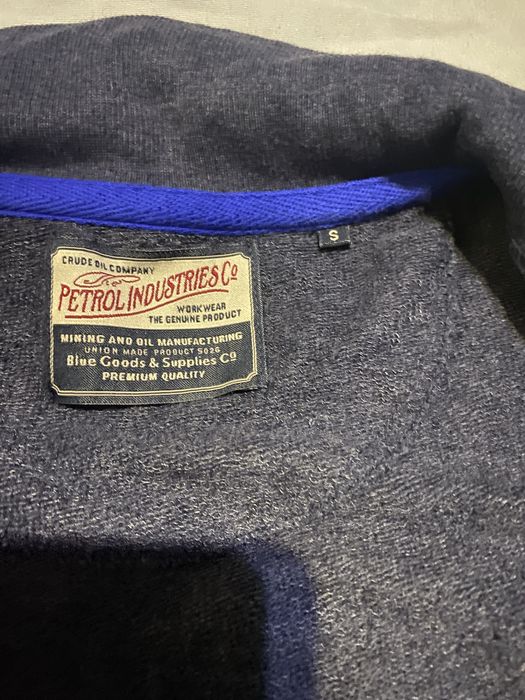 CRUDE OIL COMPANY
PETROL INDUSTRIES Co
WORKWEAR
THE GENUINE PRODUCT
MINING AND OIL MANUFACTURING
UNION MADE PRODUCT 5026
Blue Goods & Supplies Co
PREMIUM QUALITY
S